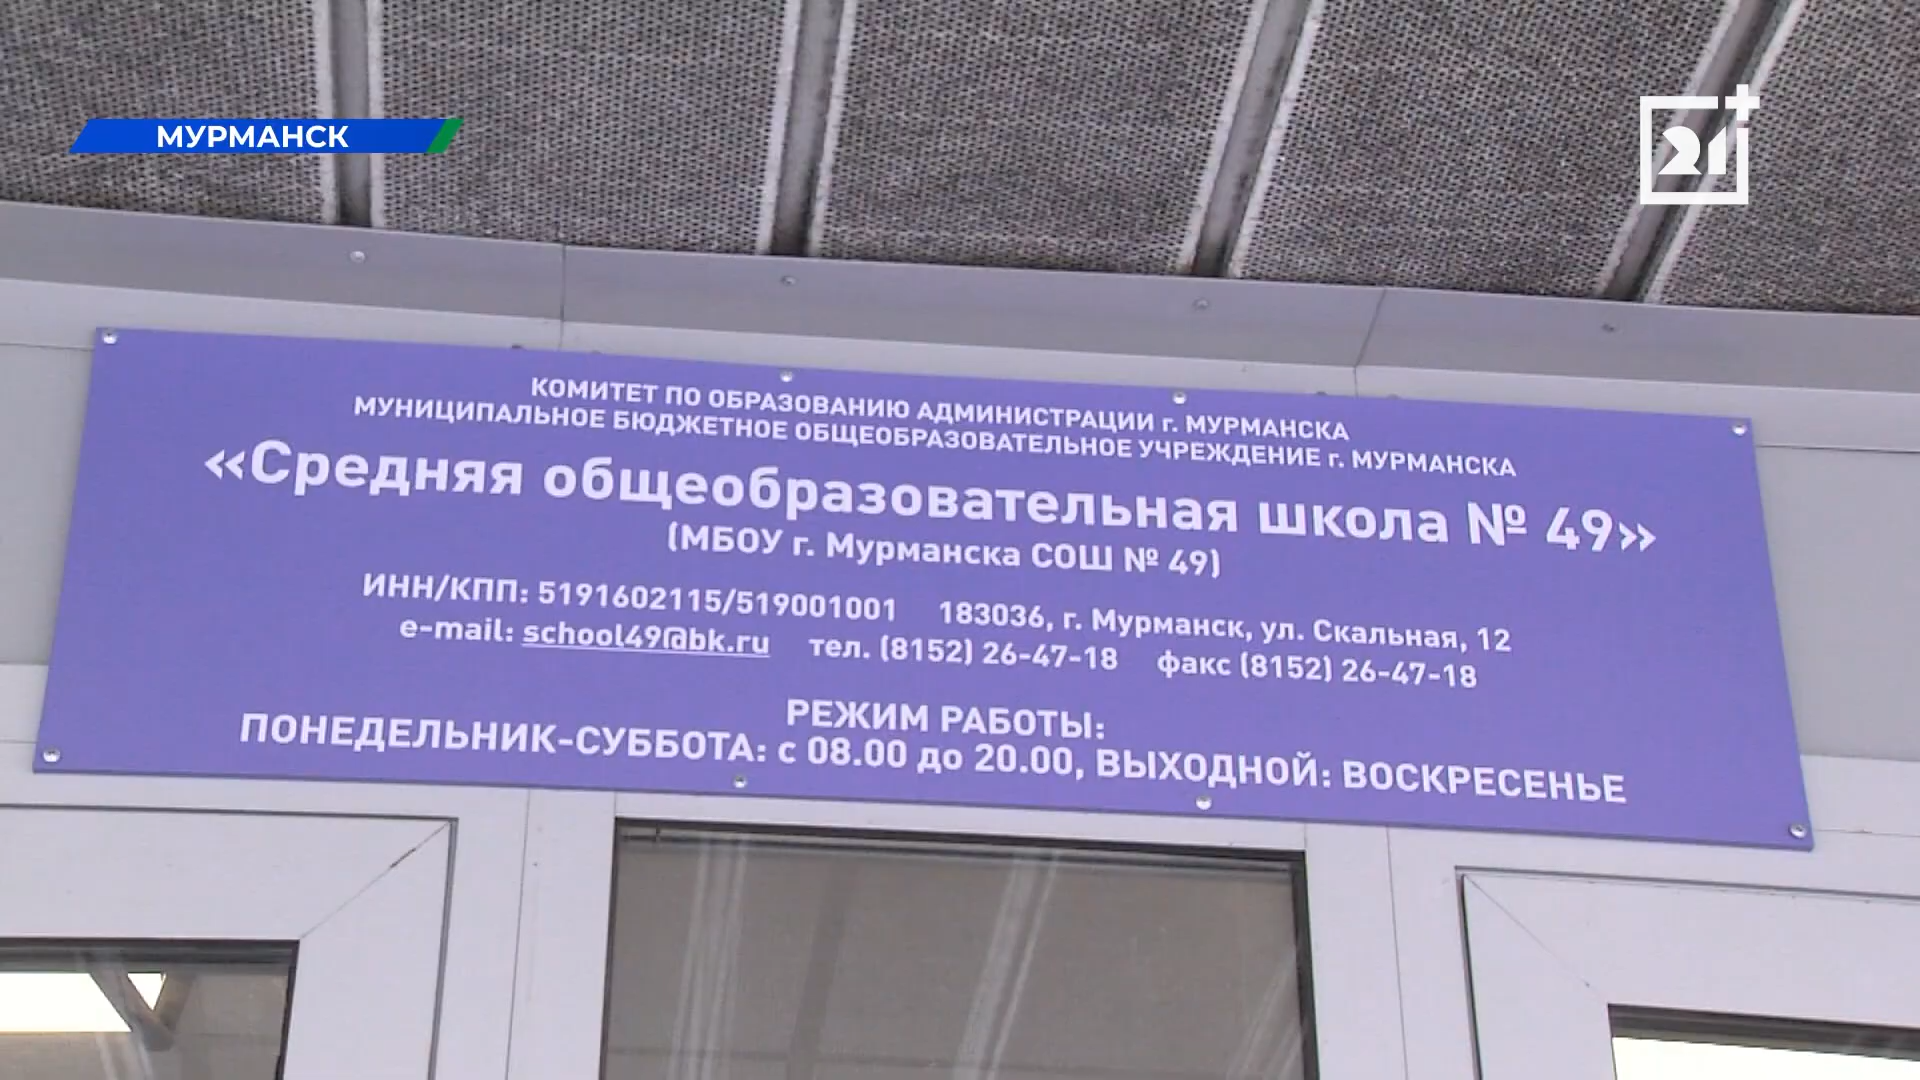 МУРМАНСК
21+
КОМИТЕТ ПО ОБРАЗОВАНИЮ АДМИНИСТРАЦИИ г. МУРМАНСКА
МУНИЦИПАЛЬНОЕ БЮДЖЕТНОЕ ОБЩЕОБРАЗОВАТЕЛЬНОЕ УЧРЕЖДЕНИЕ г. МУРМАНСКА
«Средняя общеобразовательная школа № 49»
(МБОУ г. Мурманска СОШ № 49)
ИНН/КПП: 5191602115/519001001 183036, г. Мурманск, ул. Скальная, 12
e-mail: school49@bk.ru тел. (8152) 26-47-18 факс (8152) 26-47-18
РЕЖИМ РАБОТЫ:
ПОНЕДЕЛЬНИК-СУББОТА: с 08.00 до 20.00, ВЫХОДНОЙ: ВОСКРЕСЕНЬЕ